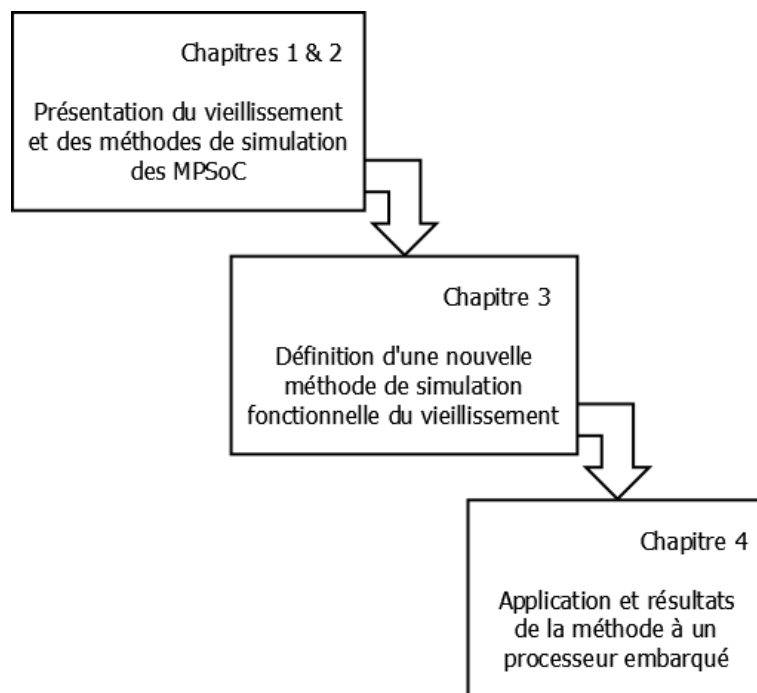 Chapitres 1 & 2
Présentation du vieillissement
et des méthodes de simulation
des MPSoC
Chapitre 3
Définition d'une nouvelle
méthode de simulation
fonctionnelle du vieillissement
Chapitre 4
Application et résultats
de la méthode à un
processeur embarqué